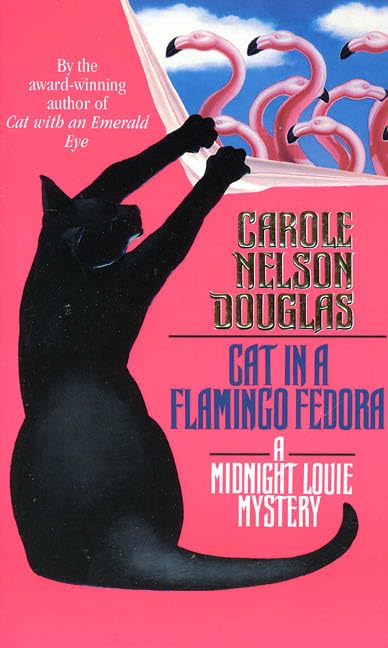 By the
award-winning
author of
Cat with an Emerald
Eye
CAROLE
NELSON
DOUGLAS
CAT IN A
FLAMINGO FEDORA
A
MIDNIGHT LOUIE
MYSTERY